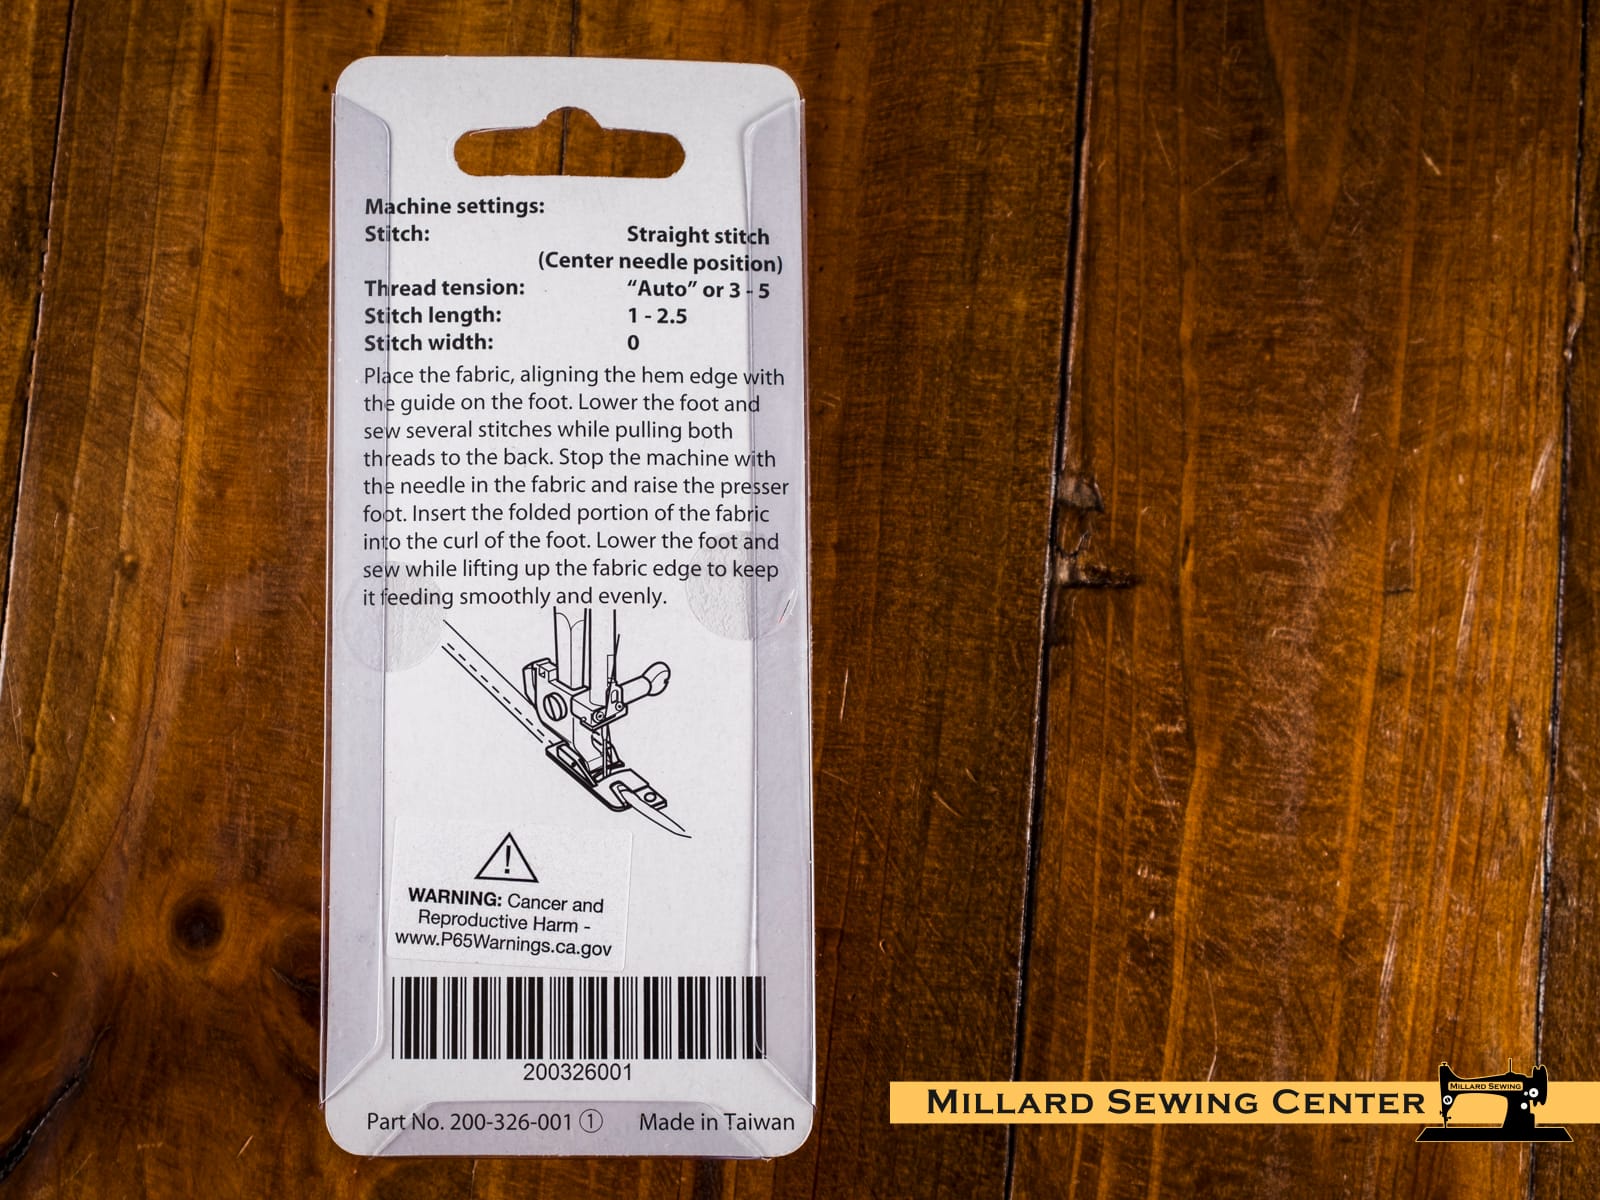 Machine settings:
Stitch: Straight stitch
(Center needle position)
Thread tension: “Auto” or 3 - 5
Stitch length: 1 - 2.5
Stitch width: 0
Place the fabric, aligning the hem edge with
the guide on the foot. Lower the foot and
sew several stitches while pulling both
threads to the back. Stop the machine with
the needle in the fabric and raise the presser
foot. Insert the folded portion of the fabric
into the curl of the foot. Lower the foot and
sew while lifting up the fabric edge to keep
it feeding smoothly and evenly.
!
WARNING: Cancer and
Reproductive Harm -
www.P65Warnings.ca.gov
200326001
Part No. 200-326-001 ① Made in Taiwan
MILLARD SEWING CENTER
MILLARD SEWING